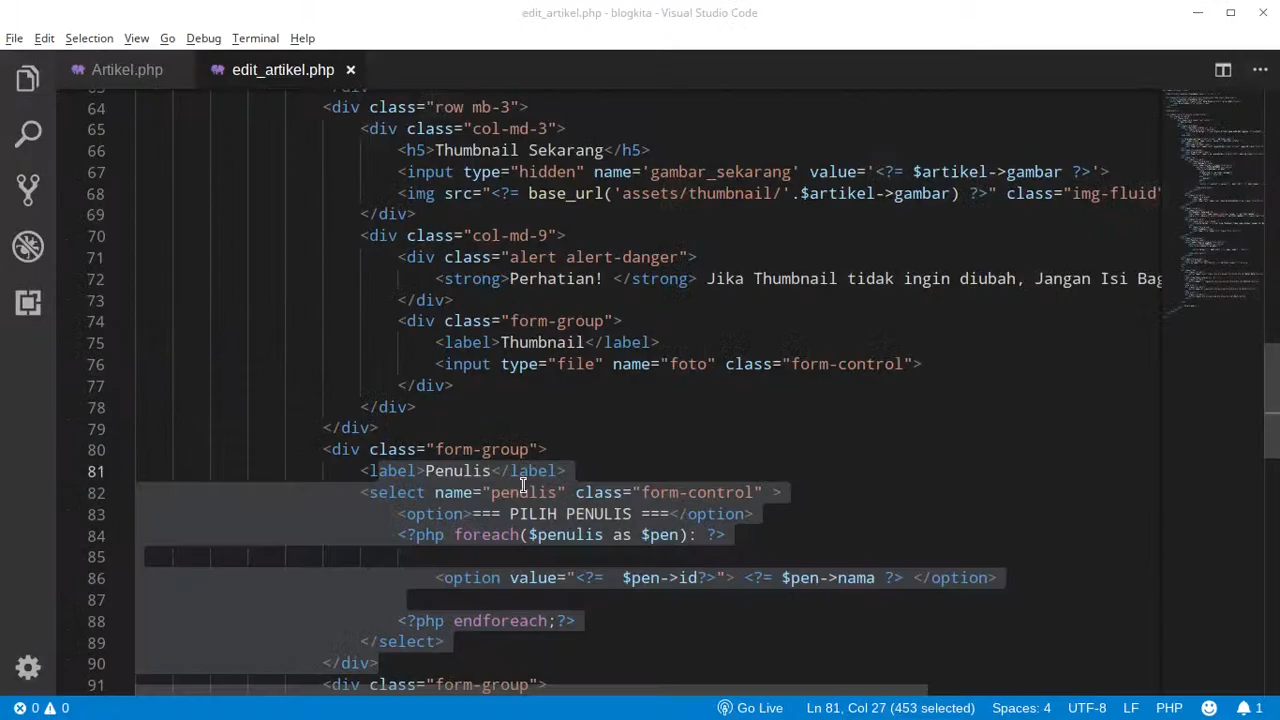 edit_artikel.php - blogkita - Visual Studio Code
File Edit Selection View Go Debug Terminal Help
Artikel.php edit_artikel.php ×
64 <div class="row mb-3">
65 <div class="col-md-3">
66 <h5>Thumbnail Sekarang</h5>
67 <input type="hidden" name='gambar_sekarang' value='<?= $artikel->gambar ?>'>
68 <img src="<?= base_url('assets/thumbnail/'.$artikel->gambar) ?>" class="img-fluid"
69 </div>
70 <div class="col-md-9">
71 <div class="alert alert-danger">
72 <strong>Perhatian! </strong> Jika Thumbnail tidak ingin diubah, Jangan Isi Bag
73 </div>
74 <div class="form-group">
75 <label>Thumbnail</label>
76 <input type="file" name="foto" class="form-control">
77 </div>
78 </div>
79 </div>
80 <div class="form-group">
81 <label>Penulis</label>
82 <select name="penulis" class="form-control" >
83 <option>=== PILIH PENULIS ===</option>
84 <?php foreach($penulis as $pen): ?>
85
86 <option value="<?=  $pen->id?>"> <?= $pen->nama ?> </option>
87
88 <?php endforeach;?>
89 </select>
90 </div>
91 <div class="form-group">
0 0 Go Live Ln 81, Col 27 (453 selected) Spaces: 4 UTF-8 LF PHP 1